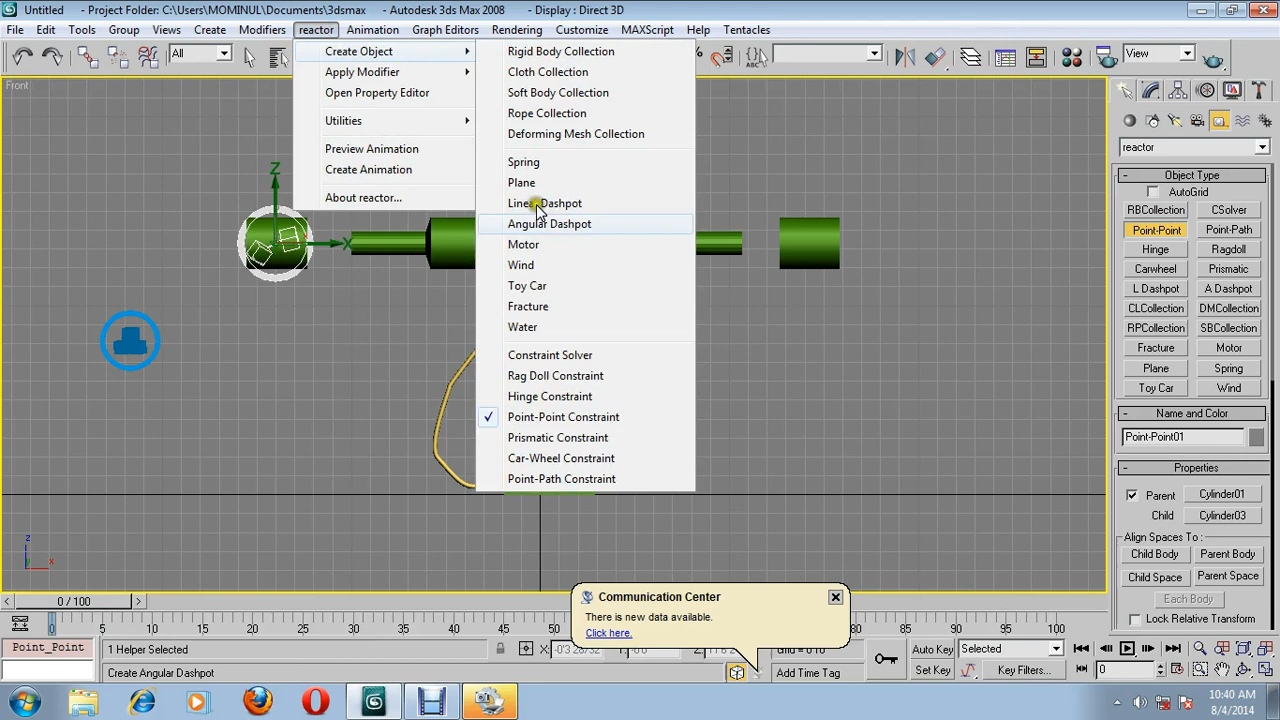 Untitled - Project Folder: C:\Users\MOMINUL\Documents\3dsmax - Autodesk 3ds Max 2008 - Display : Direct 3D
File Edit Tools Group Views Create Modifiers reactor Animation Graph Editors Rendering Customize MAXScript Help Tentacles
All
View
Front
Create Object
Apply Modifier
Open Property Editor
Utilities
Preview Animation
Create Animation
About reactor...
Rigid Body Collection
Cloth Collection
Soft Body Collection
Rope Collection
Deforming Mesh Collection
Spring
Plane
Linear Dashpot
Angular Dashpot
Motor
Wind
Toy Car
Fracture
Water
Constraint Solver
Rag Doll Constraint
Hinge Constraint
Point-Point Constraint
Prismatic Constraint
Car-Wheel Constraint
Point-Path Constraint
Z
X
z
x
reactor
Object Type
AutoGrid
RBCollection CSolver
Point-Point Point-Path
Hinge Ragdoll
Carwheel Prismatic
L Dashpot A Dashpot
CLCollection DMCollection
RPCollection SBCollection
Fracture Motor
Plane Spring
Toy Car Wind
Name and Color
Point-Point01
Properties
Parent Cylinder01
Child Cylinder03
Align Spaces To :
Child Body Parent Body
Child Space Parent Space
Each Body
Lock Relative Transform
Communication Center
There is new data available.
Click here.
0 / 100
0 10 20 30 40 50 60 70 80 90 100
Point_Point
1 Helper Selected
X:
Create Angular Dashpot
Add Time Tag
Auto Key Selected
Set Key Key Filters...
0
10:40 AM
8/4/2014